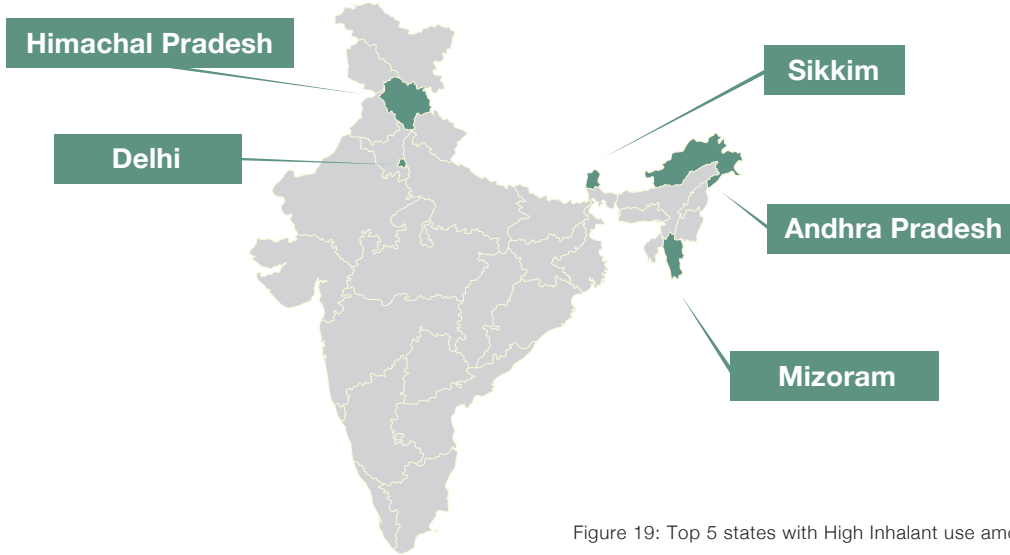 Himachal Pradesh
Sikkim
Delhi
Andhra Pradesh
Mizoram
Figure 19: Top 5 states with High Inhalant use